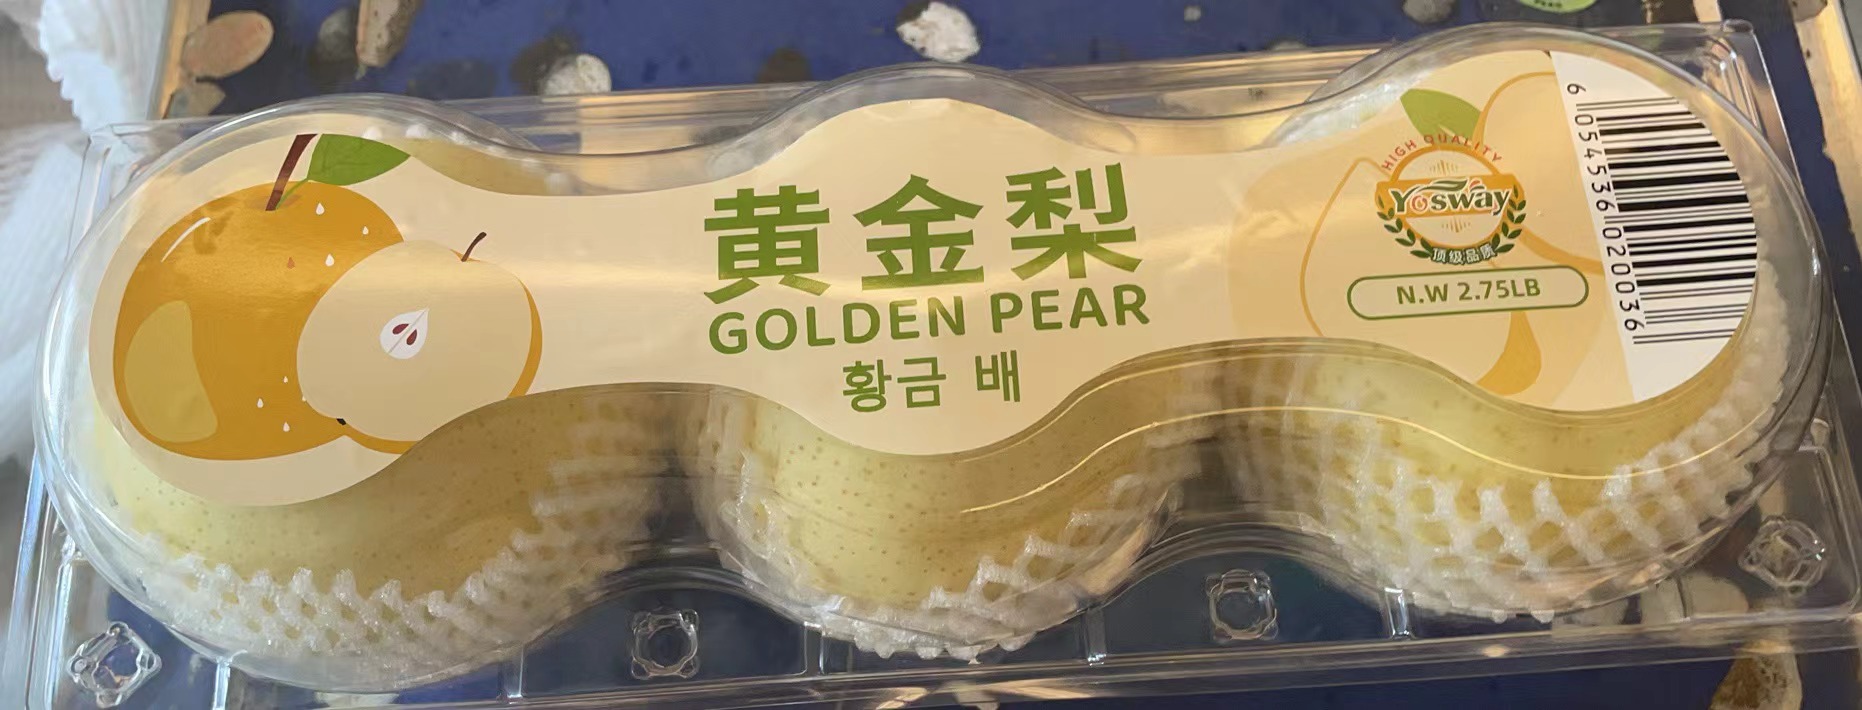 黄金梨
GOLDEN PEAR
황금 배
HIGH QUALITY
Yosway
顶级品质
N.W 2.75LB
6 054536 020036